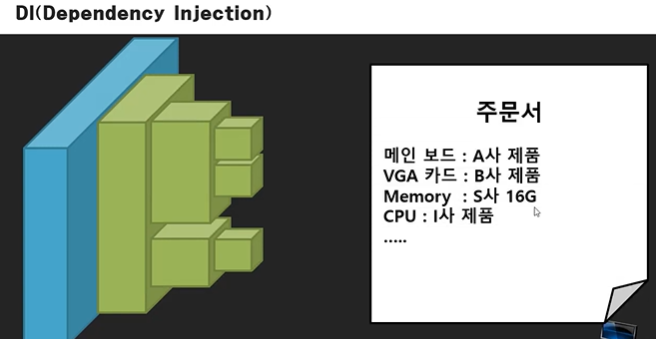 DI(Dependency Injection)
주문서
메인 보드 : A사 제품
VGA 카드 : B사 제품
Memory : S사 16G
CPU : I사 제품
.....